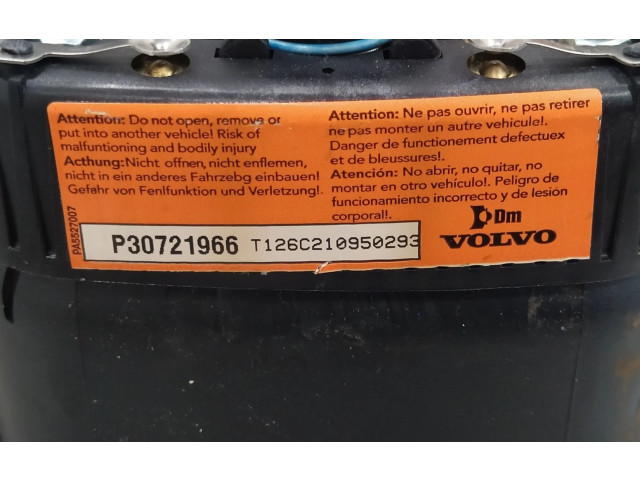 Attention: Do not open, remove or
put into another vehicle! Risk of
malfuntioning and bodily injury
Acthung: Nicht offnen, nicht enflemen,
nicht in ein anderes Fahrzebg einbauen!
Gefahr von Fenlfunktion und Verletzung!.
Attention: Ne pas ouvrir, ne pas retirer
ne pas monter un autre vehicule!.
Danger de functionement defectuex
et de bleussures!.
Atención: No abrir, no quitar, no
montar en otro vehículo!. Peligro de
funcionamiento incorrecto y de lesión
corporal!.
PA5527007
P30721966 T126C210950293
Dm
VOLVO